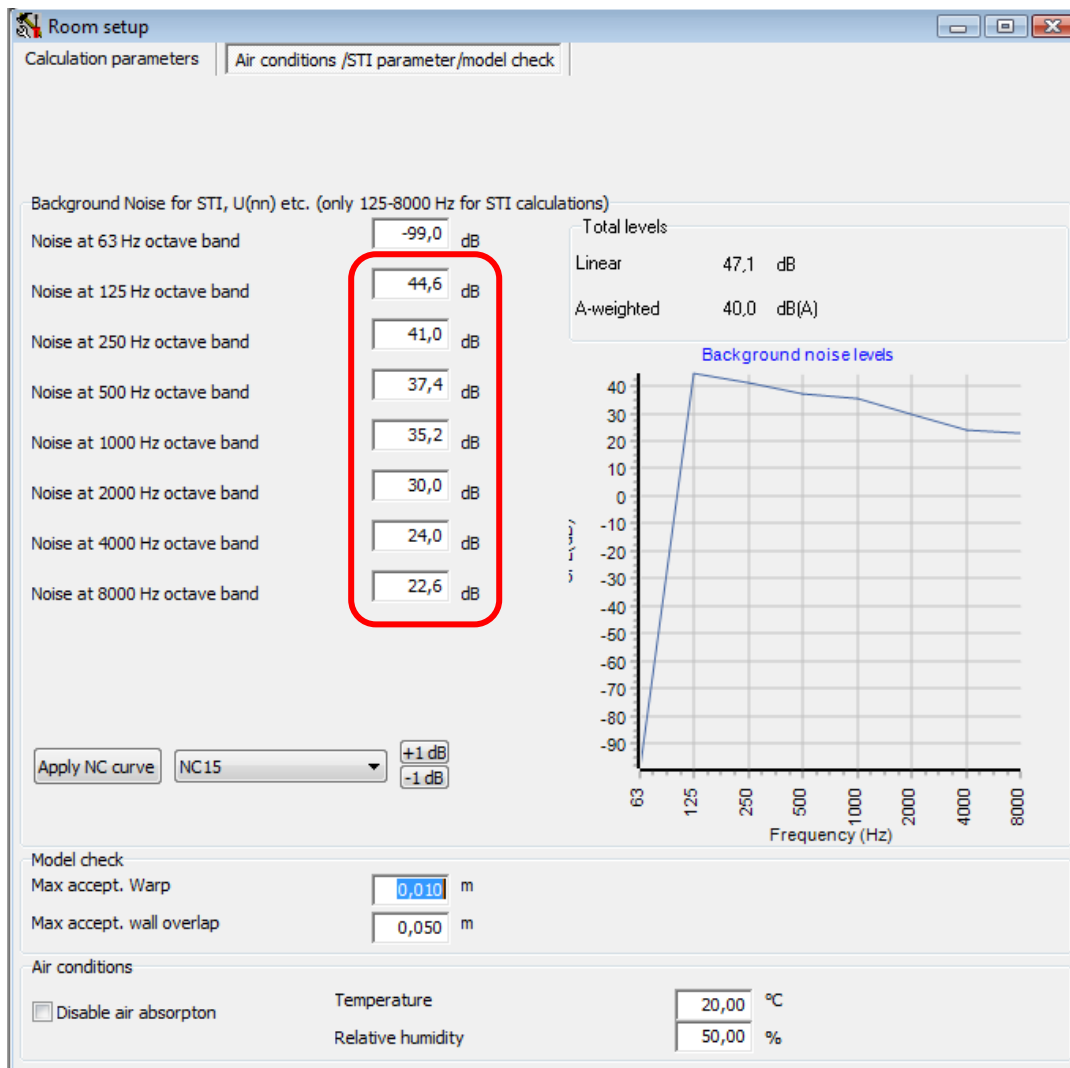 Room setup
Calculation parameters
Air conditions /STI parameter/model check
Background Noise for STI, U(nn) etc. (only 125-8000 Hz for STI calculations)
Noise at 63 Hz octave band -99,0 dB
Noise at 125 Hz octave band 44,6 dB
Noise at 250 Hz octave band 41,0 dB
Noise at 500 Hz octave band 37,4 dB
Noise at 1000 Hz octave band 35,2 dB
Noise at 2000 Hz octave band 30,0 dB
Noise at 4000 Hz octave band 24,0 dB
Noise at 8000 Hz octave band 22,6 dB
Total levels
Linear 47,1 dB
A-weighted 40,0 dB(A)
Background noise levels
40
30
20
10
0
-10
-20
-30
-40
-50
-60
-70
-80
-90
63 125 250 500 1000 2000 4000 8000
Frequency (Hz)
Apply NC curve NC15
+1 dB
-1 dB
Model check
Max accept. Warp 0,010 m
Max accept. wall overlap 0,050 m
Air conditions
Disable air absorpton
Temperature 20,00 ºC
Relative humidity 50,00 %